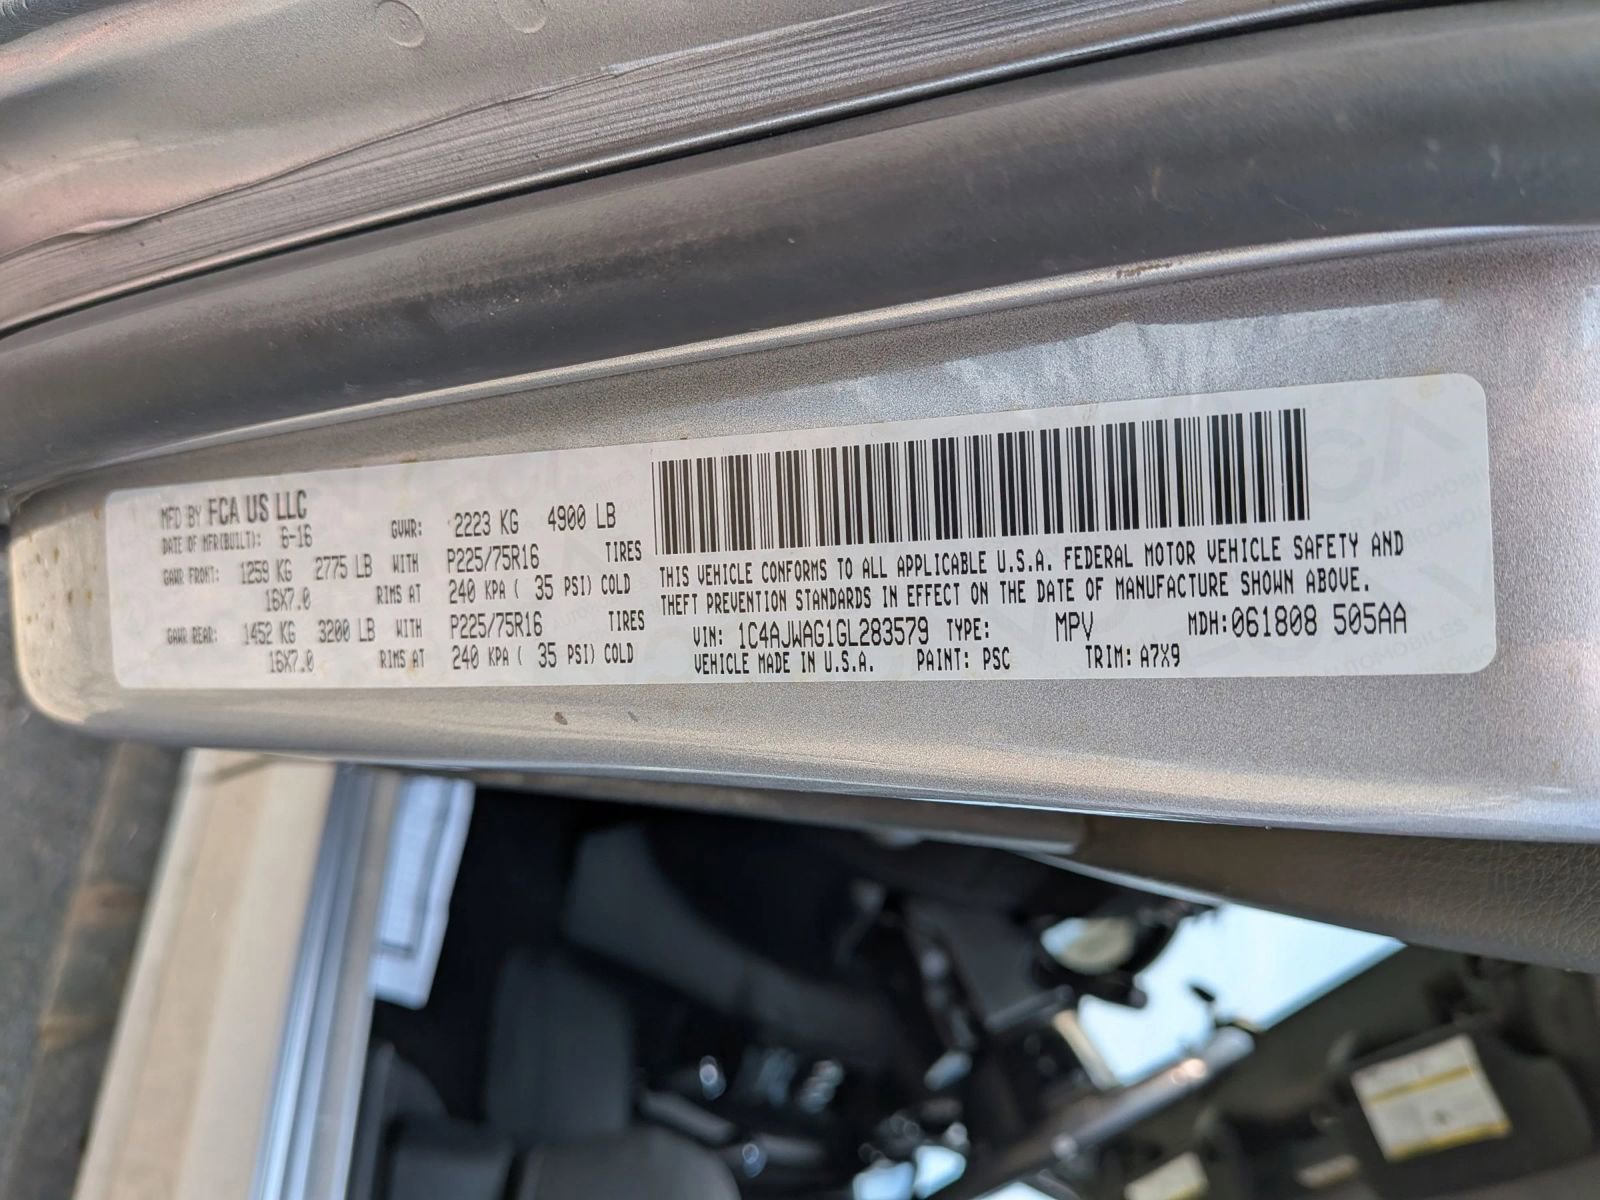 MFD BY FCA US LLC
DATE OF MFR(BUILT): 6-16 GVWR: 2223 KG 4900 LB
GAWR FRONT: 1259 KG 2775 LB WITH P225/75R16 TIRES
16X7.0 RIMS AT 240 KPA ( 35 PSI) COLD
GAWR REAR: 1452 KG 3200 LB WITH P225/75R16 TIRES
16X7.0 RIMS AT 240 KPA ( 35 PSI) COLD
THIS VEHICLE CONFORMS TO ALL APPLICABLE U.S.A. FEDERAL MOTOR VEHICLE SAFETY AND
THEFT PREVENTION STANDARDS IN EFFECT ON THE DATE OF MANUFACTURE SHOWN ABOVE.
VIN: 1C4AJWAG1GL283579 TYPE: MPV MDH: 061808 505AA
VEHICLE MADE IN U.S.A. PAINT: PSC TRIM: A7X9